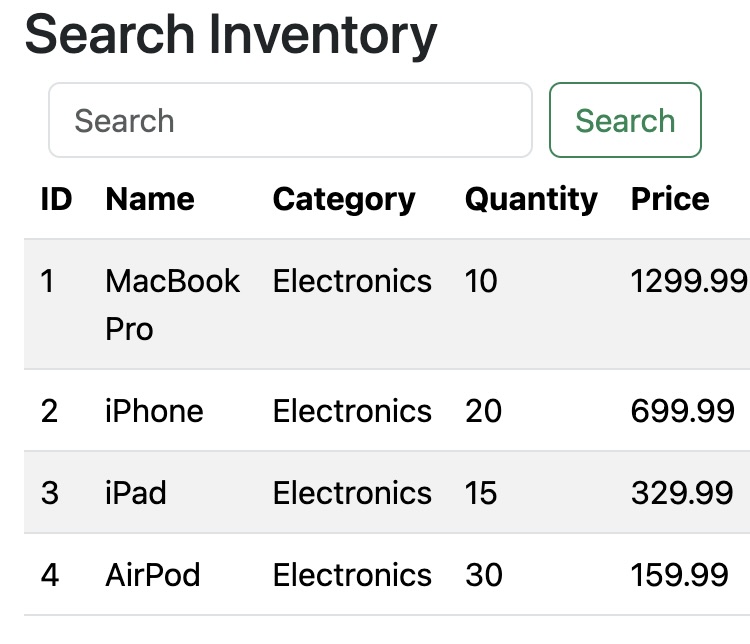 Search Inventory
Search Search
ID Name Category Quantity Price
1 MacBook Electronics 10 1299.99
Pro
2 iPhone Electronics 20 699.99
3 iPad Electronics 15 329.99
4 AirPod Electronics 30 159.99